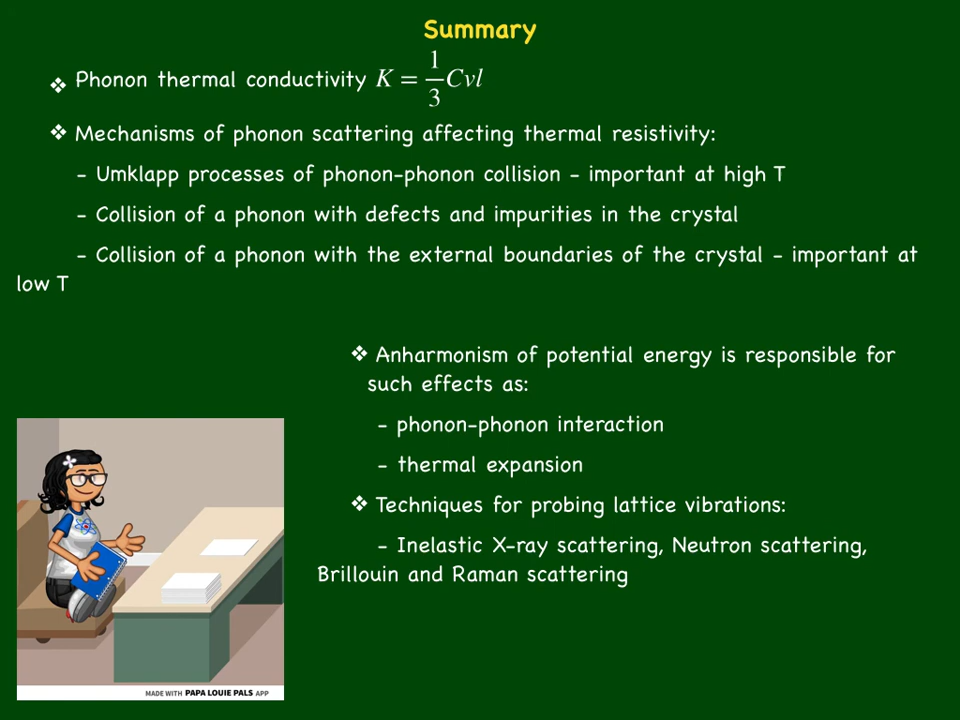 Summary
❖ Phonon thermal conductivity K = 1/3 Cvl
❖ Mechanisms of phonon scattering affecting thermal resistivity:
- Umklapp processes of phonon-phonon collision - important at high T
- Collision of a phonon with defects and impurities in the crystal
- Collision of a phonon with the external boundaries of the crystal - important at
low T
❖ Anharmonism of potential energy is responsible for
such effects as:
- phonon-phonon interaction
- thermal expansion
❖ Techniques for probing lattice vibrations:
- Inelastic X-ray scattering, Neutron scattering,
Brillouin and Raman scattering
MADE WITH PAPA LOUIE PALS APP